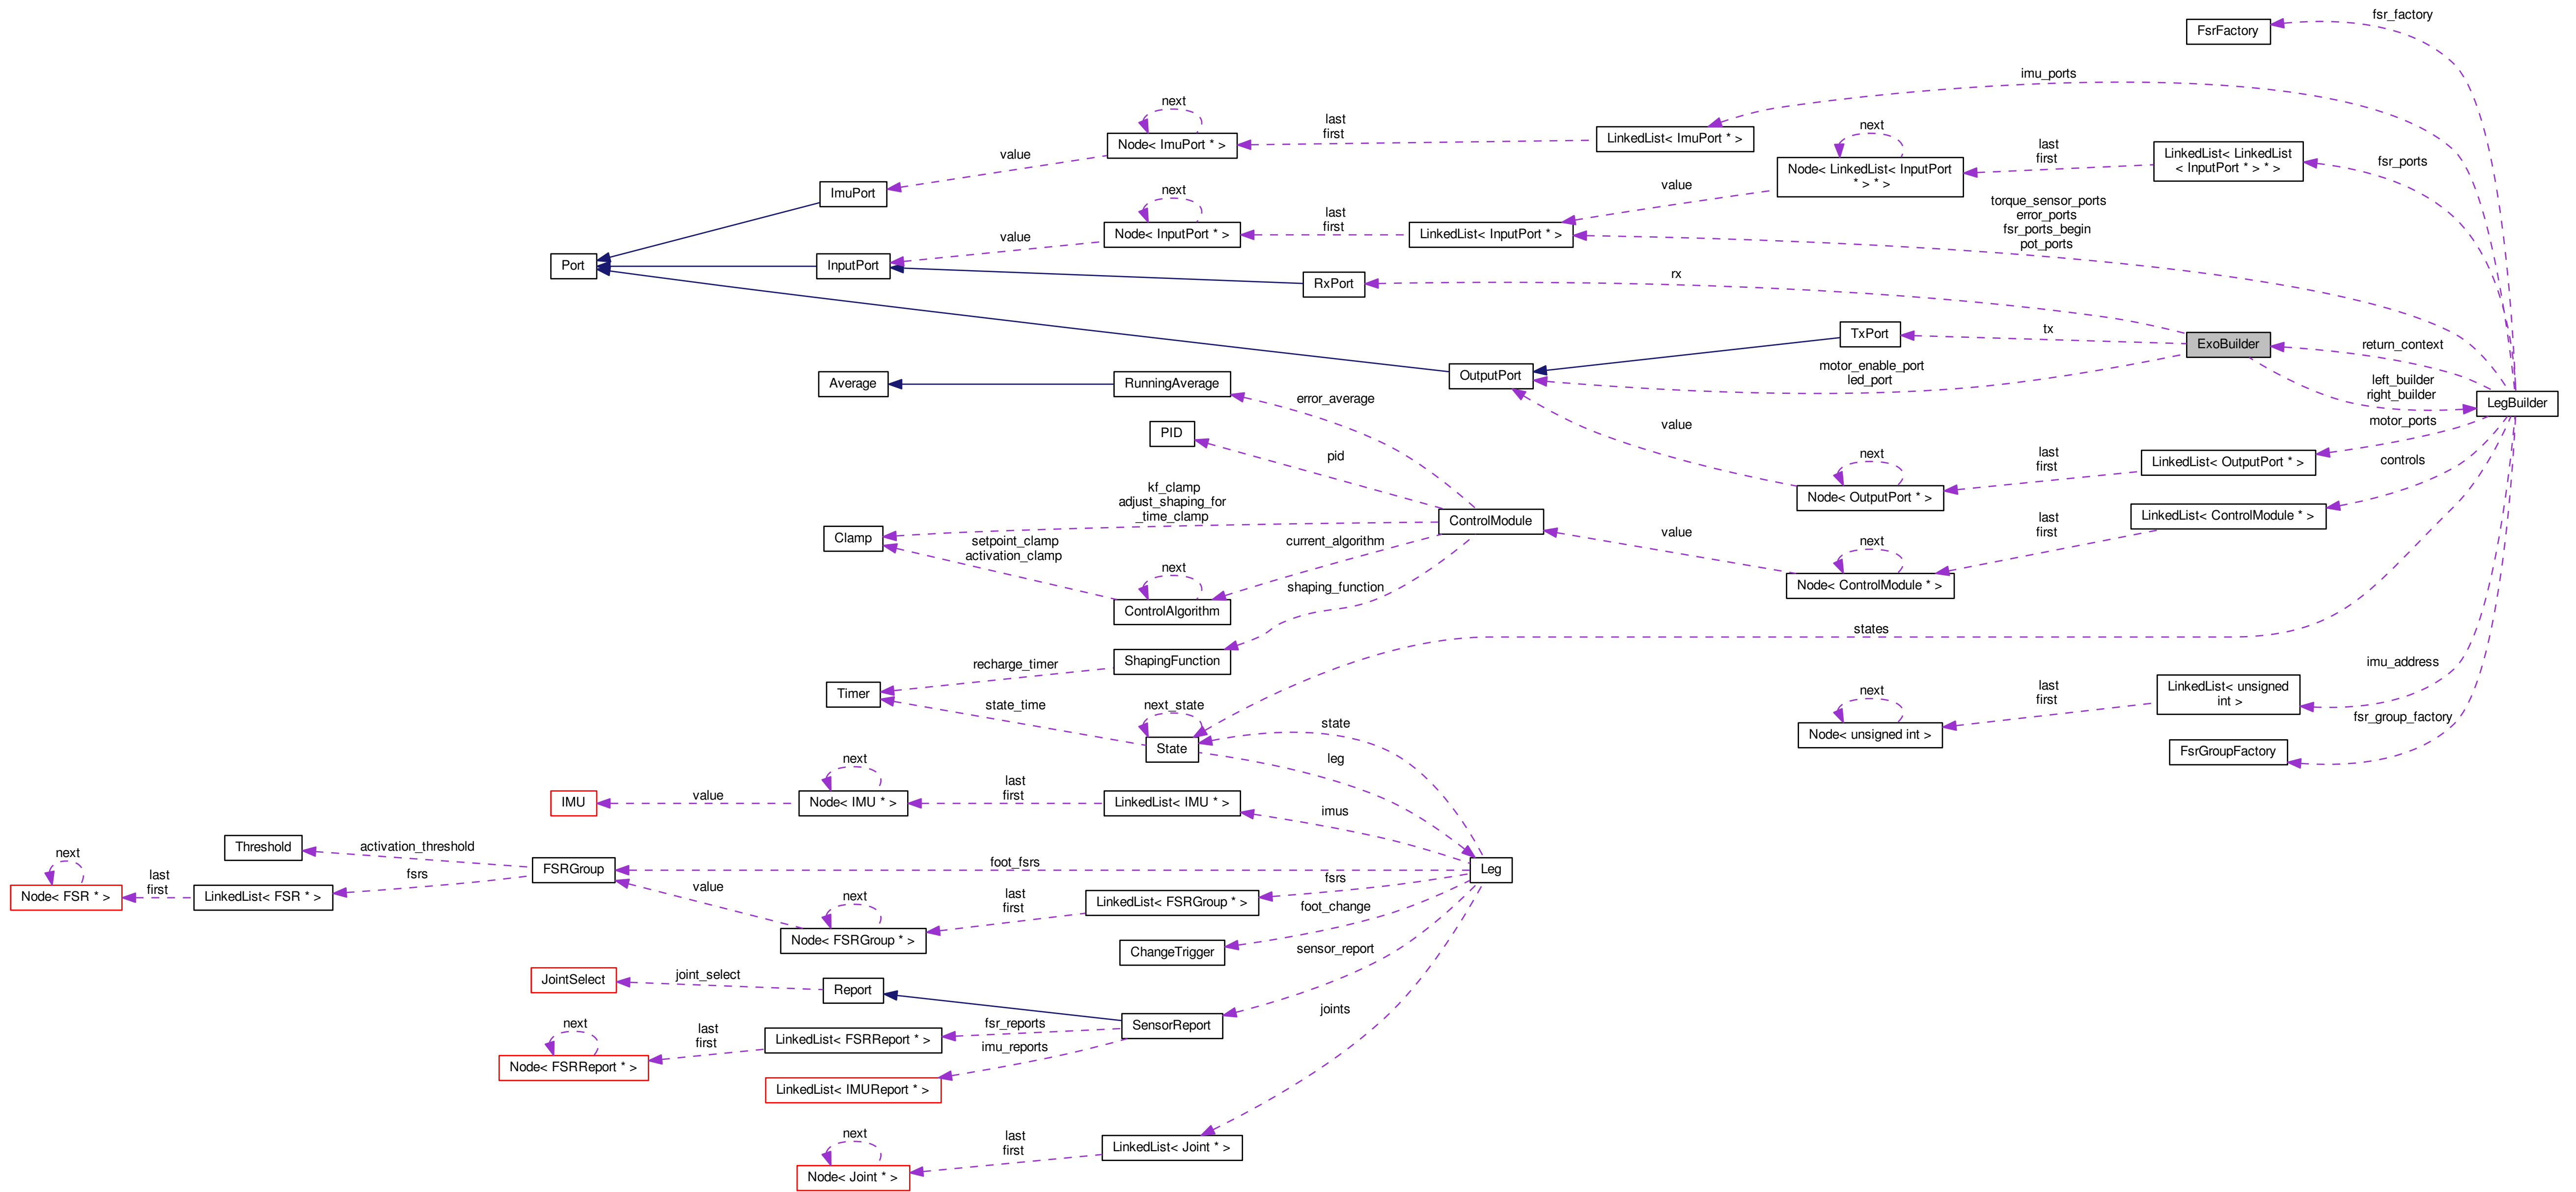 fsr_factory
FsrFactory
imu_ports
next
last
first
LinkedList< ImuPort * >
Node< ImuPort * >
value
ImuPort
next
last
first
LinkedList< LinkedList
< InputPort * > * >
fsr_ports
Node< LinkedList< InputPort
* > * >
value
next
last
first
torque_sensor_ports
error_ports
fsr_ports_begin
pot_ports
LinkedList< InputPort * >
Node< InputPort * >
value
Port
InputPort
rx
RxPort
tx
TxPort
ExoBuilder
return_context
motor_enable_port
led_port
left_builder
right_builder
LegBuilder
OutputPort
Average
RunningAverage
error_average
motor_ports
PID
pid
value
next
last
first
LinkedList< OutputPort * >
controls
Node< OutputPort * >
kf_clamp
adjust_shaping_for
_time_clamp
ControlModule
LinkedList< ControlModule * >
Clamp
setpoint_clamp
activation_clamp
current_algorithm
value
next
last
first
next
ControlAlgorithm
Node< ControlModule * >
shaping_function
states
ShapingFunction
recharge_timer
Timer
state_time
next_state
state
State
leg
imu_address
LinkedList< unsigned
int >
next
last
first
Node< unsigned int >
fsr_group_factory
FsrGroupFactory
next
last
first
IMU
value
Node< IMU * >
LinkedList< IMU * >
imus
Threshold
activation_threshold
next
last
first
Node< FSR * >
LinkedList< FSR * >
fsrs
FSRGroup
foot_fsrs
Leg
value
next
last
first
LinkedList< FSRGroup * >
fsrs
foot_change
Node< FSRGroup * >
ChangeTrigger
sensor_report
JointSelect
joint_select
Report
SensorReport
joints
next
last
first
LinkedList< FSRReport * >
fsr_reports
imu_reports
Node< FSRReport * >
LinkedList< IMUReport * >
next
last
first
LinkedList< Joint * >
Node< Joint * >